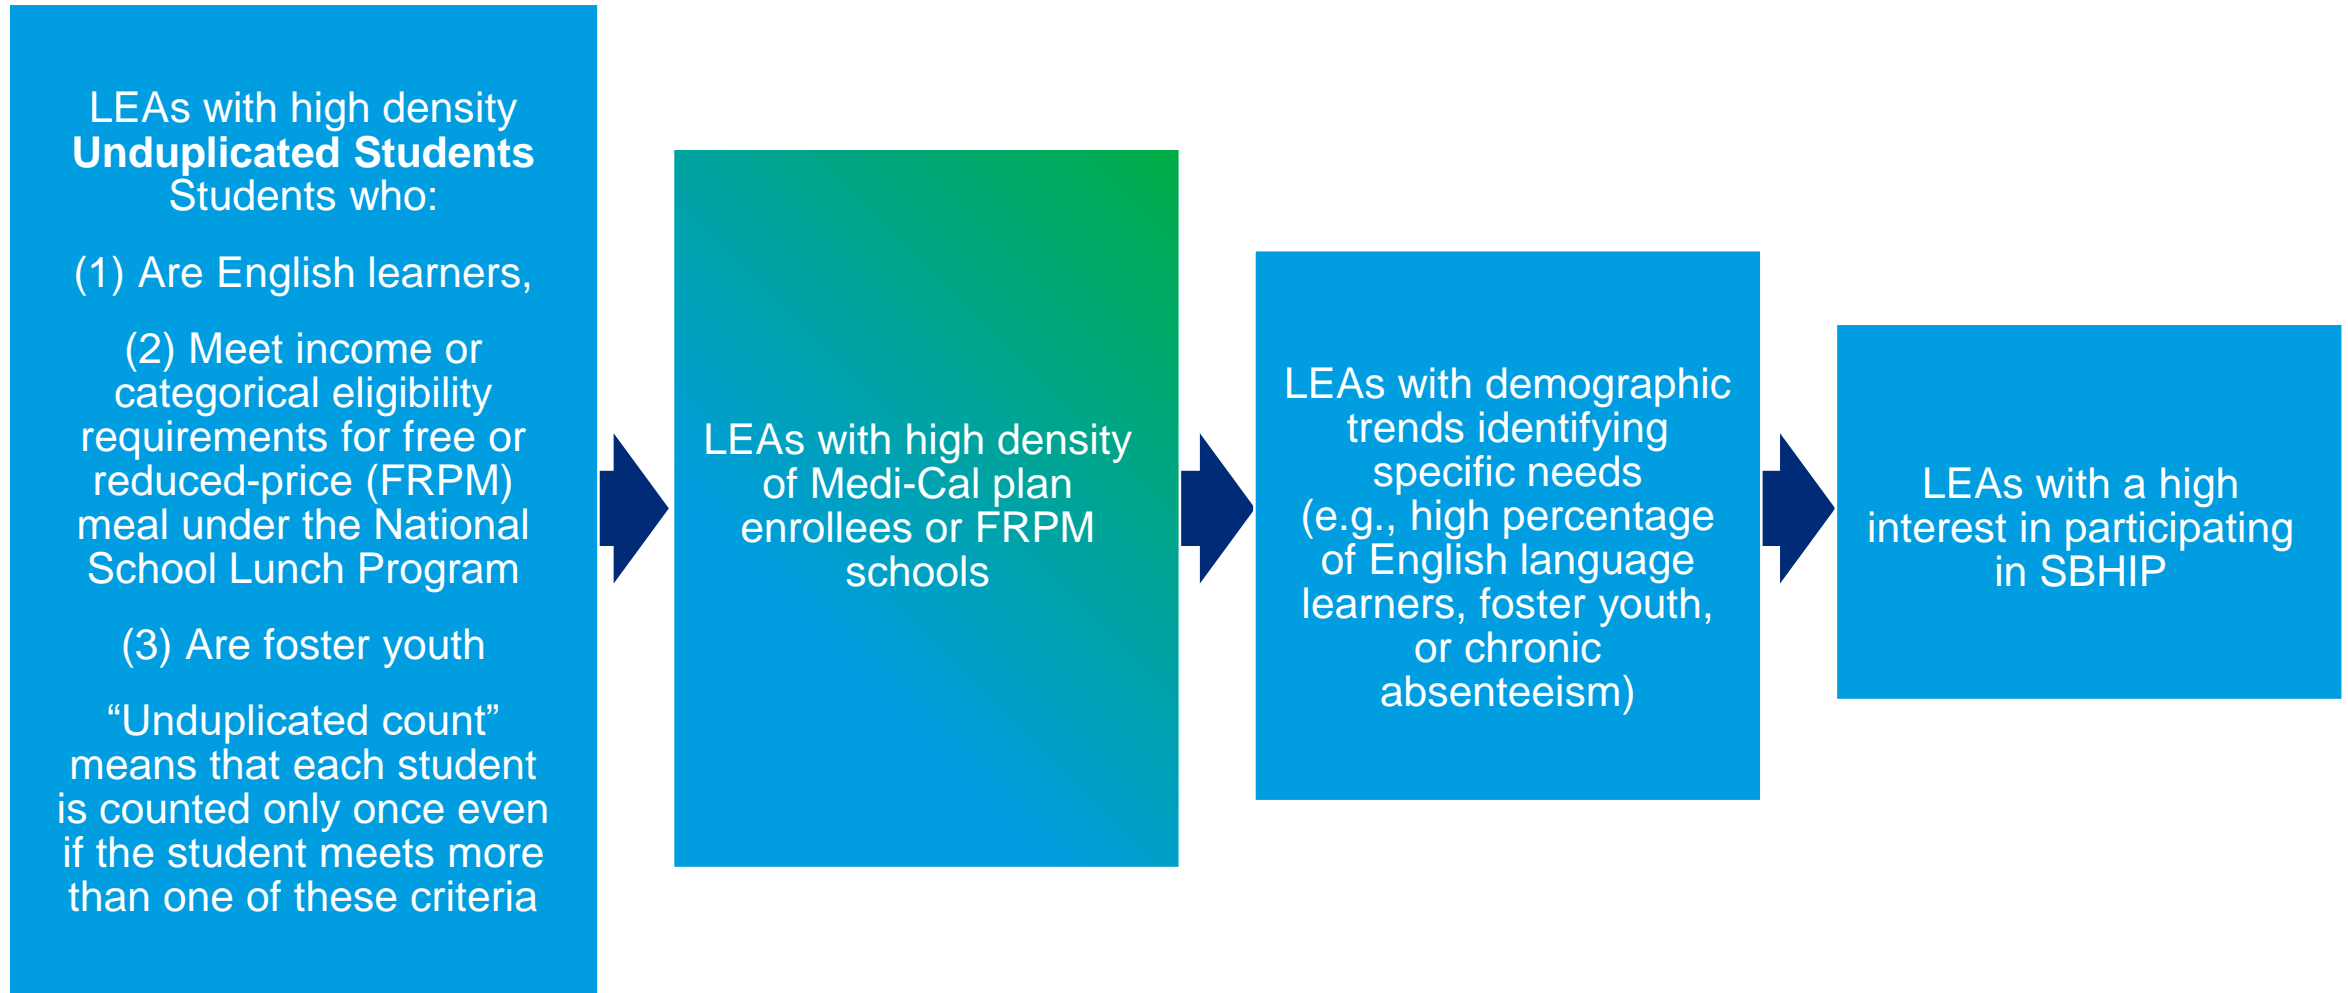 LEAs with high density
Unduplicated Students
Students who:
(1) Are English learners,
(2) Meet income or
categorical eligibility
requirements for free or
reduced-price (FRPM)
meal under the National
School Lunch Program
(3) Are foster youth
“Unduplicated count”
means that each student
is counted only once even
if the student meets more
than one of these criteria
LEAs with high density
of Medi-Cal plan
enrollees or FRPM
schools
LEAs with demographic
trends identifying
specific needs
(e.g., high percentage
of English language
learners, foster youth,
or chronic
absenteeism)
LEAs with a high
interest in participating
in SBHIP